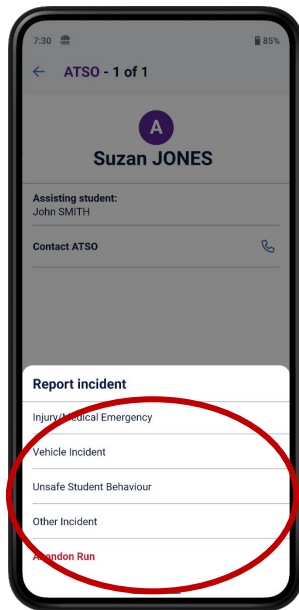 7:30 85%
ATSO - 1 of 1
A
Suzan JONES
Assisting student:
John SMITH
Contact ATSO
Report incident
Injury/Medical Emergency
Vehicle Incident
Unsafe Student Behaviour
Other Incident
Abandon Run